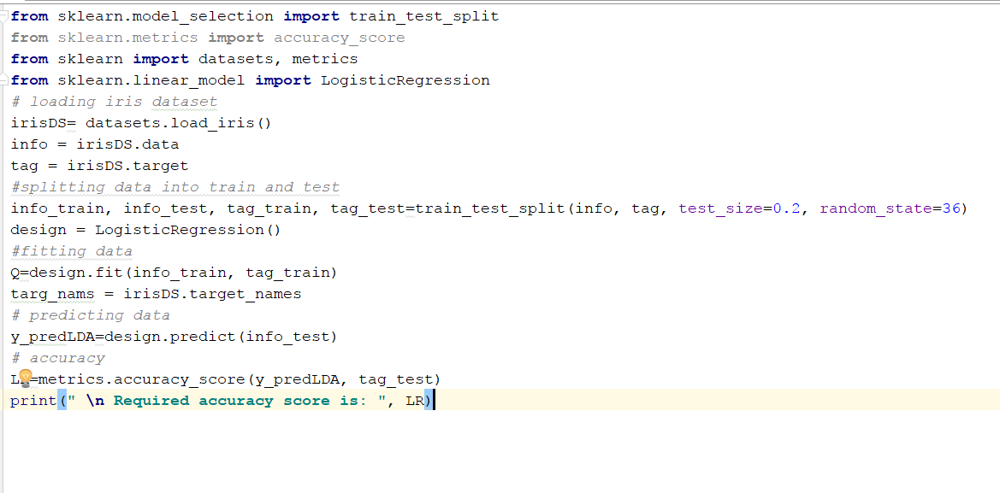 from sklearn.model_selection import train_test_split
from sklearn.metrics import accuracy_score
from sklearn import datasets, metrics
from sklearn.linear_model import LogisticRegression
# loading iris dataset
irisDS= datasets.load_iris()
info = irisDS.data
tag = irisDS.target
#splitting data into train and test
info_train, info_test, tag_train, tag_test=train_test_split(info, tag, test_size=0.2, random_state=36)
design = LogisticRegression()
#fitting data
Q=design.fit(info_train, tag_train)
targ_nams = irisDS.target_names
# predicting data
y_predLDA=design.predict(info_test)
# accuracy
LR=metrics.accuracy_score(y_predLDA, tag_test)
print(" \n Required accuracy score is: ", LR)